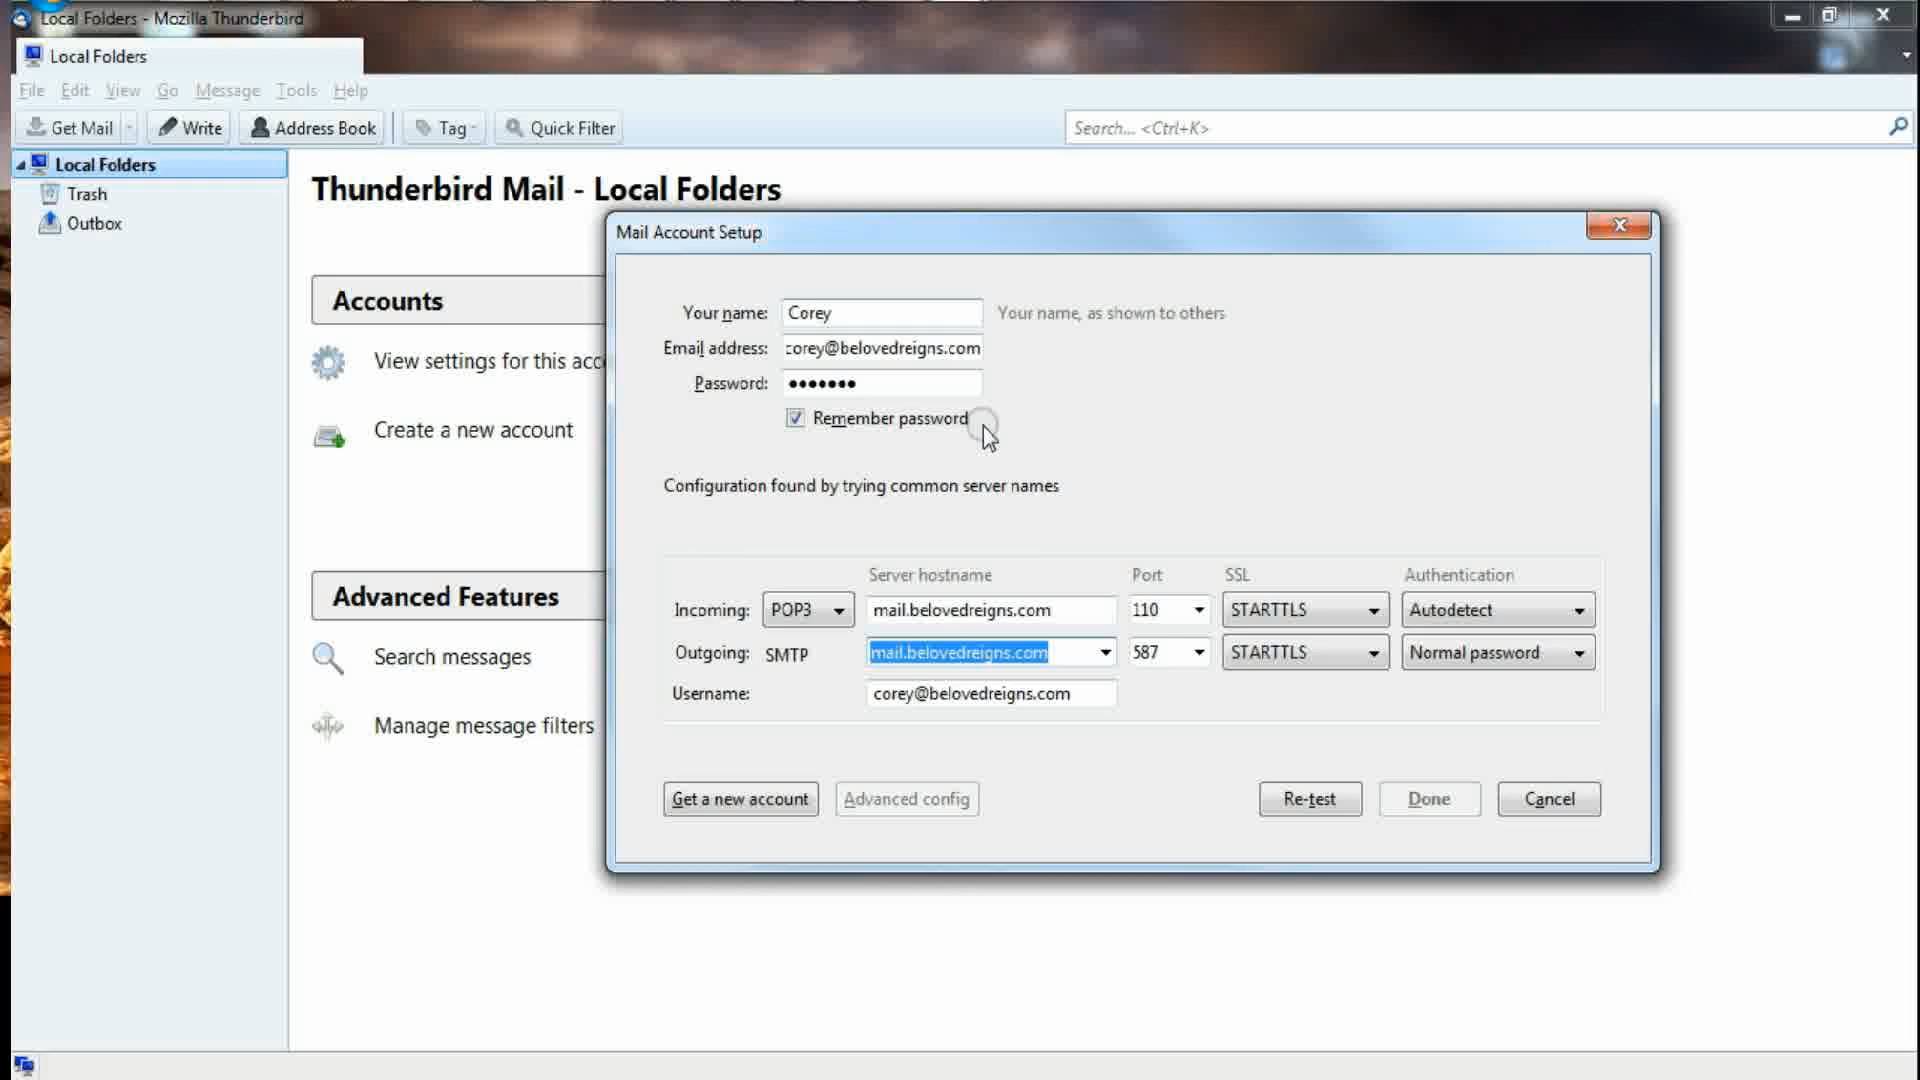 Local Folders - Mozilla Thunderbird
Local Folders
File Edit View Go Message Tools Help
Get Mail Write Address Book Tag Quick Filter Search... <Ctrl+K>
Local Folders
Trash
Outbox
Thunderbird Mail - Local Folders
Accounts
View settings for this acco
Create a new account
Advanced Features
Search messages
Manage message filters
Mail Account Setup
Your name: Corey Your name, as shown to others
Email address: corey@belovedreigns.com
Password: •••••••
Remember password
Configuration found by trying common server names
Server hostname Port SSL Authentication
Incoming: POP3 mail.belovedreigns.com 110 STARTTLS Autodetect
Outgoing: SMTP mail.belovedreigns.com 587 STARTTLS Normal password
Username: corey@belovedreigns.com
Get a new account Advanced config Re-test Done Cancel